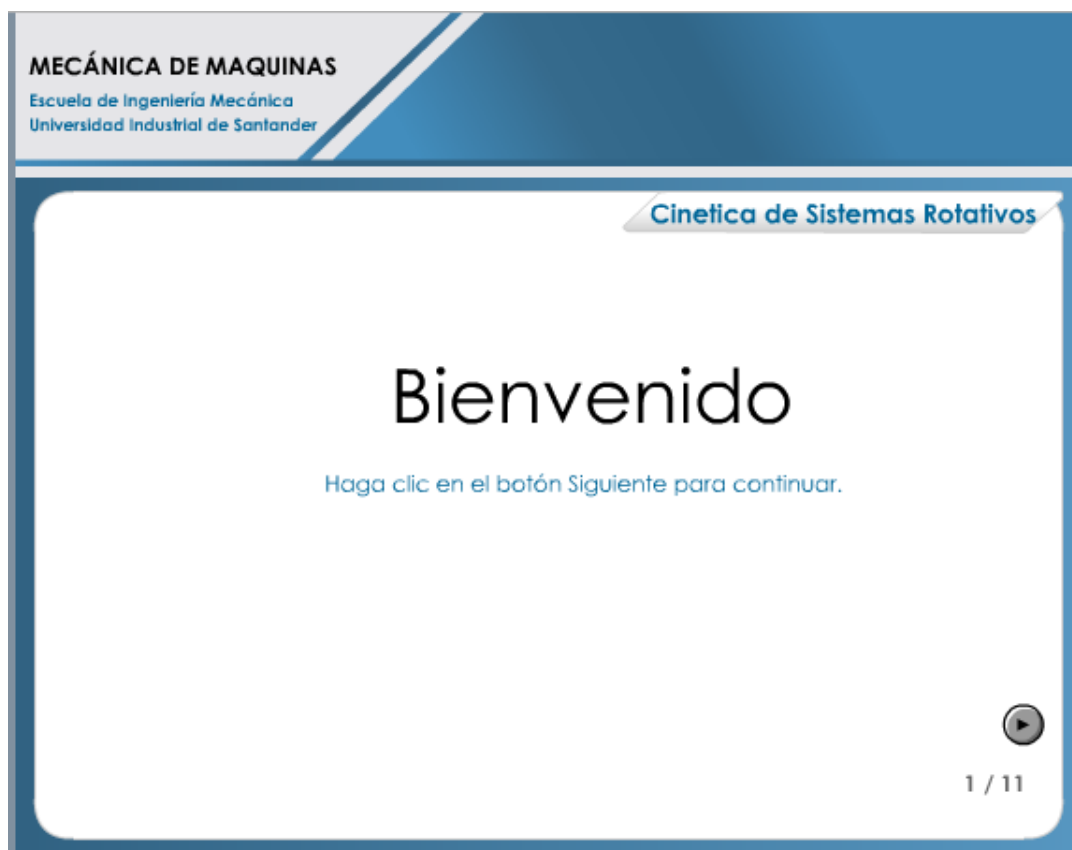 MECÁNICA DE MAQUINAS
Escuela de Ingeniería Mecánica
Universidad Industrial de Santander
Cinetica de Sistemas Rotativos
Bienvenido
Haga clic en el botón Siguiente para continuar.
1 / 11